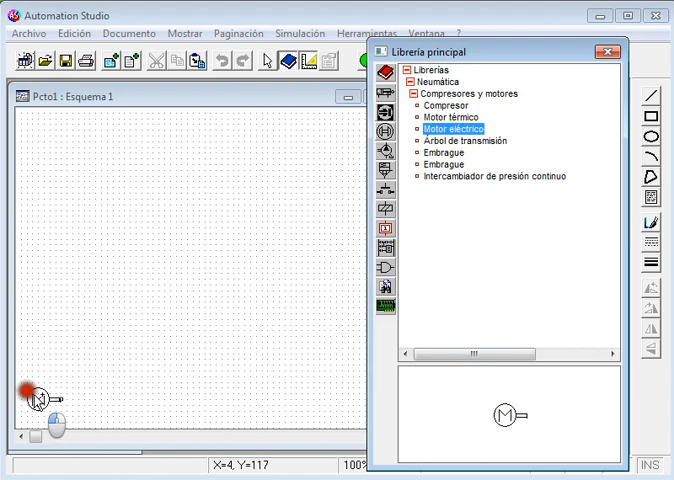 Automation Studio
Archivo Edición Documento Mostrar Paginación Simulación Herramientas Ventana ?
Librería principal
Pcto1 : Esquema 1
Librerías
Neumática
Compresores y motores
Compresor
Motor térmico
Motor eléctrico
Árbol de transmisión
Embrague
Embrague
Intercambiador de presión continuo
M
X=4, Y=117
100%
INS